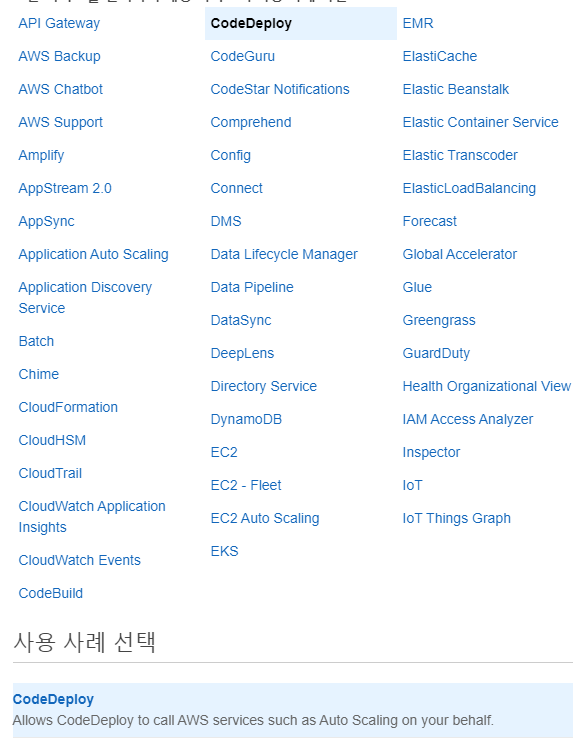 API Gateway
AWS Backup
AWS Chatbot
AWS Support
Amplify
AppStream 2.0
AppSync
Application Auto Scaling
Application Discovery
Service
Batch
Chime
CloudFormation
CloudHSM
CloudTrail
CloudWatch Application
Insights
CloudWatch Events
CodeBuild
CodeDeploy
CodeGuru
CodeStar Notifications
Comprehend
Config
Connect
DMS
Data Lifecycle Manager
Data Pipeline
DataSync
DeepLens
Directory Service
DynamoDB
EC2
EC2 - Fleet
EC2 Auto Scaling
EKS
EMR
ElastiCache
Elastic Beanstalk
Elastic Container Service
Elastic Transcoder
ElasticLoadBalancing
Forecast
Global Accelerator
Glue
Greengrass
GuardDuty
Health Organizational View
IAM Access Analyzer
Inspector
IoT
IoT Things Graph
사용 사례 선택
CodeDeploy
Allows CodeDeploy to call AWS services such as Auto Scaling on your behalf.